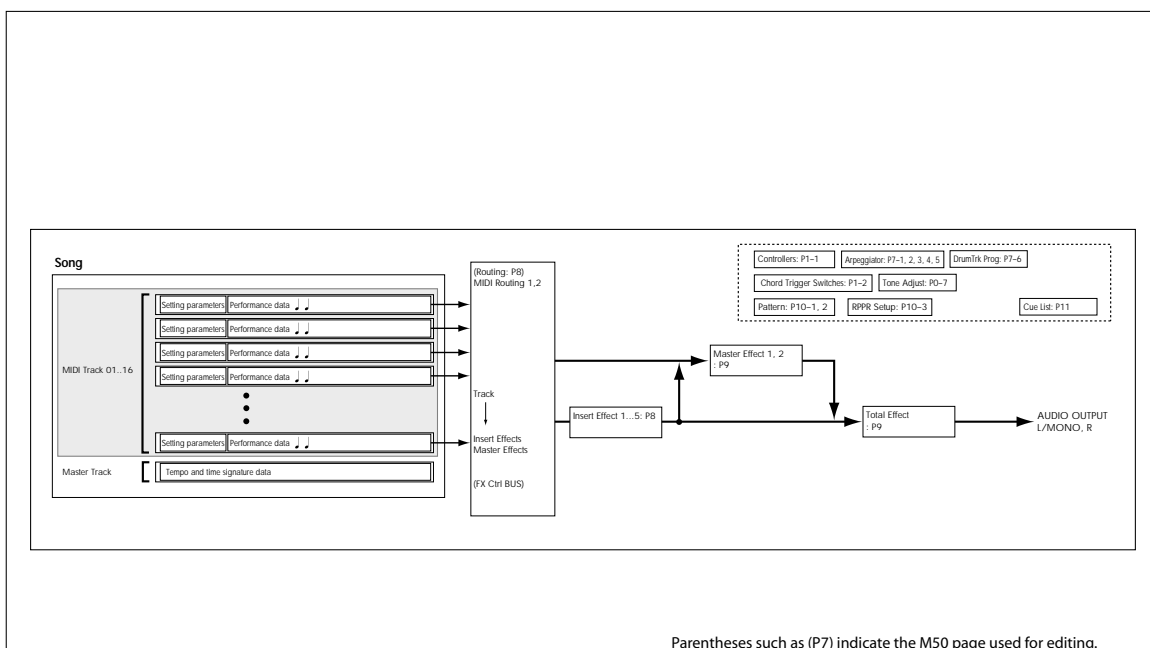 Song
MIDI Track 01..16
Setting parameters Performance data
Setting parameters Performance data
Setting parameters Performance data
Setting parameters Performance data
Setting parameters Performance data
Master Track
Tempo and time signature data
(Routing: P8)
MIDI Routing 1,2
Track
Insert Effects
Master Effects
(FX Ctrl BUS)
Insert Effect 1...5: P8
Master Effect 1, 2
: P9
Total Effect
: P9
AUDIO OUTPUT
L/MONO, R
Controllers: P1–1 Arpeggiator: P7–1, 2, 3, 4, 5 DrumTrk Prog: P7–6
Chord Trigger Switches: P1–2 Tone Adjust: P0–7
Pattern: P10–1, 2 RPPR Setup: P10–3 Cue List: P11
Parentheses such as (P7) indicate the M50 page used for editing.